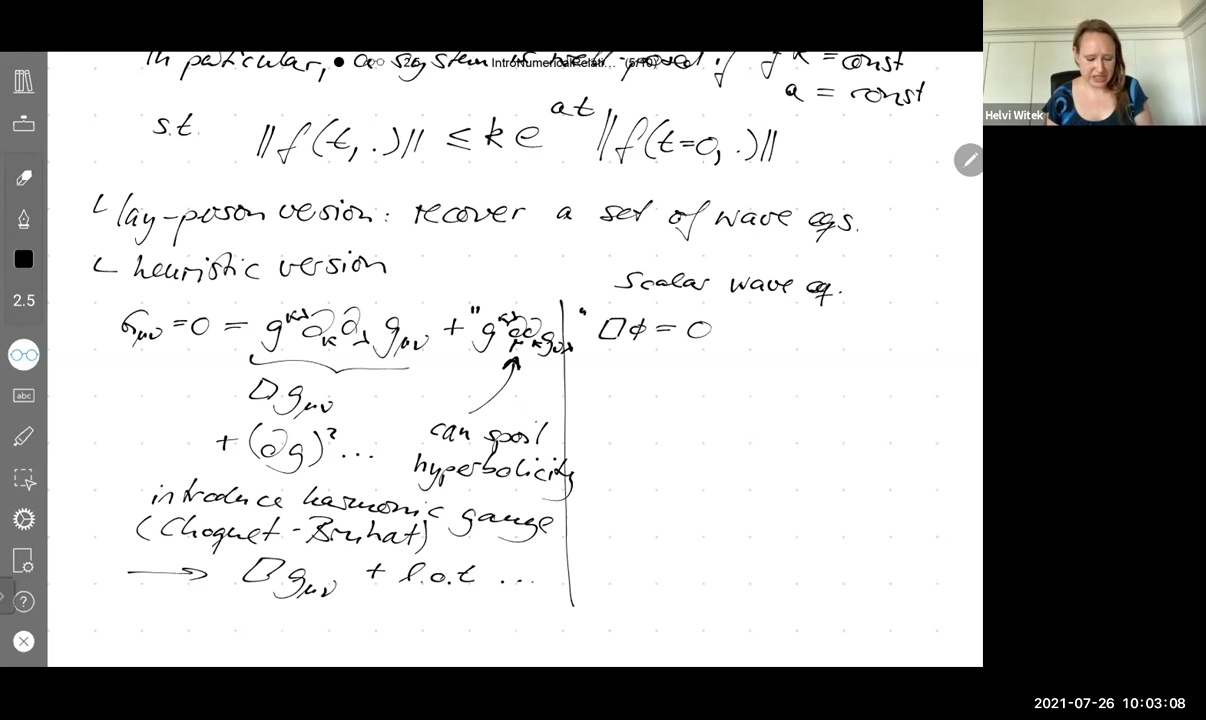 In particular, a system is well-posed if ∃ k = const
IntroNumericalRelati... (5/10)
a = const
s.t. ||f(t, .)|| ≤ k e^{at} ||f(t=0, .)||
Helvi Witek
lay-person version: recover a set of wave eqs.
heuristic version
Scalar wave eq.
G_{μν} = 0 = g^{κλ} ∂_κ ∂_λ g_{μν} + "g^{κλ} ∂_μ ∂_κ g_{νλ}"
□φ = 0
□ g_{μν}
+ (∂g)² ...
can spoil
hyperbolicity
introduce harmonic gauge
(Choquet-Bruhat)
→ □ g_{μν} + l.o.t ...
2.5
abc
2021-07-26 10:03:08